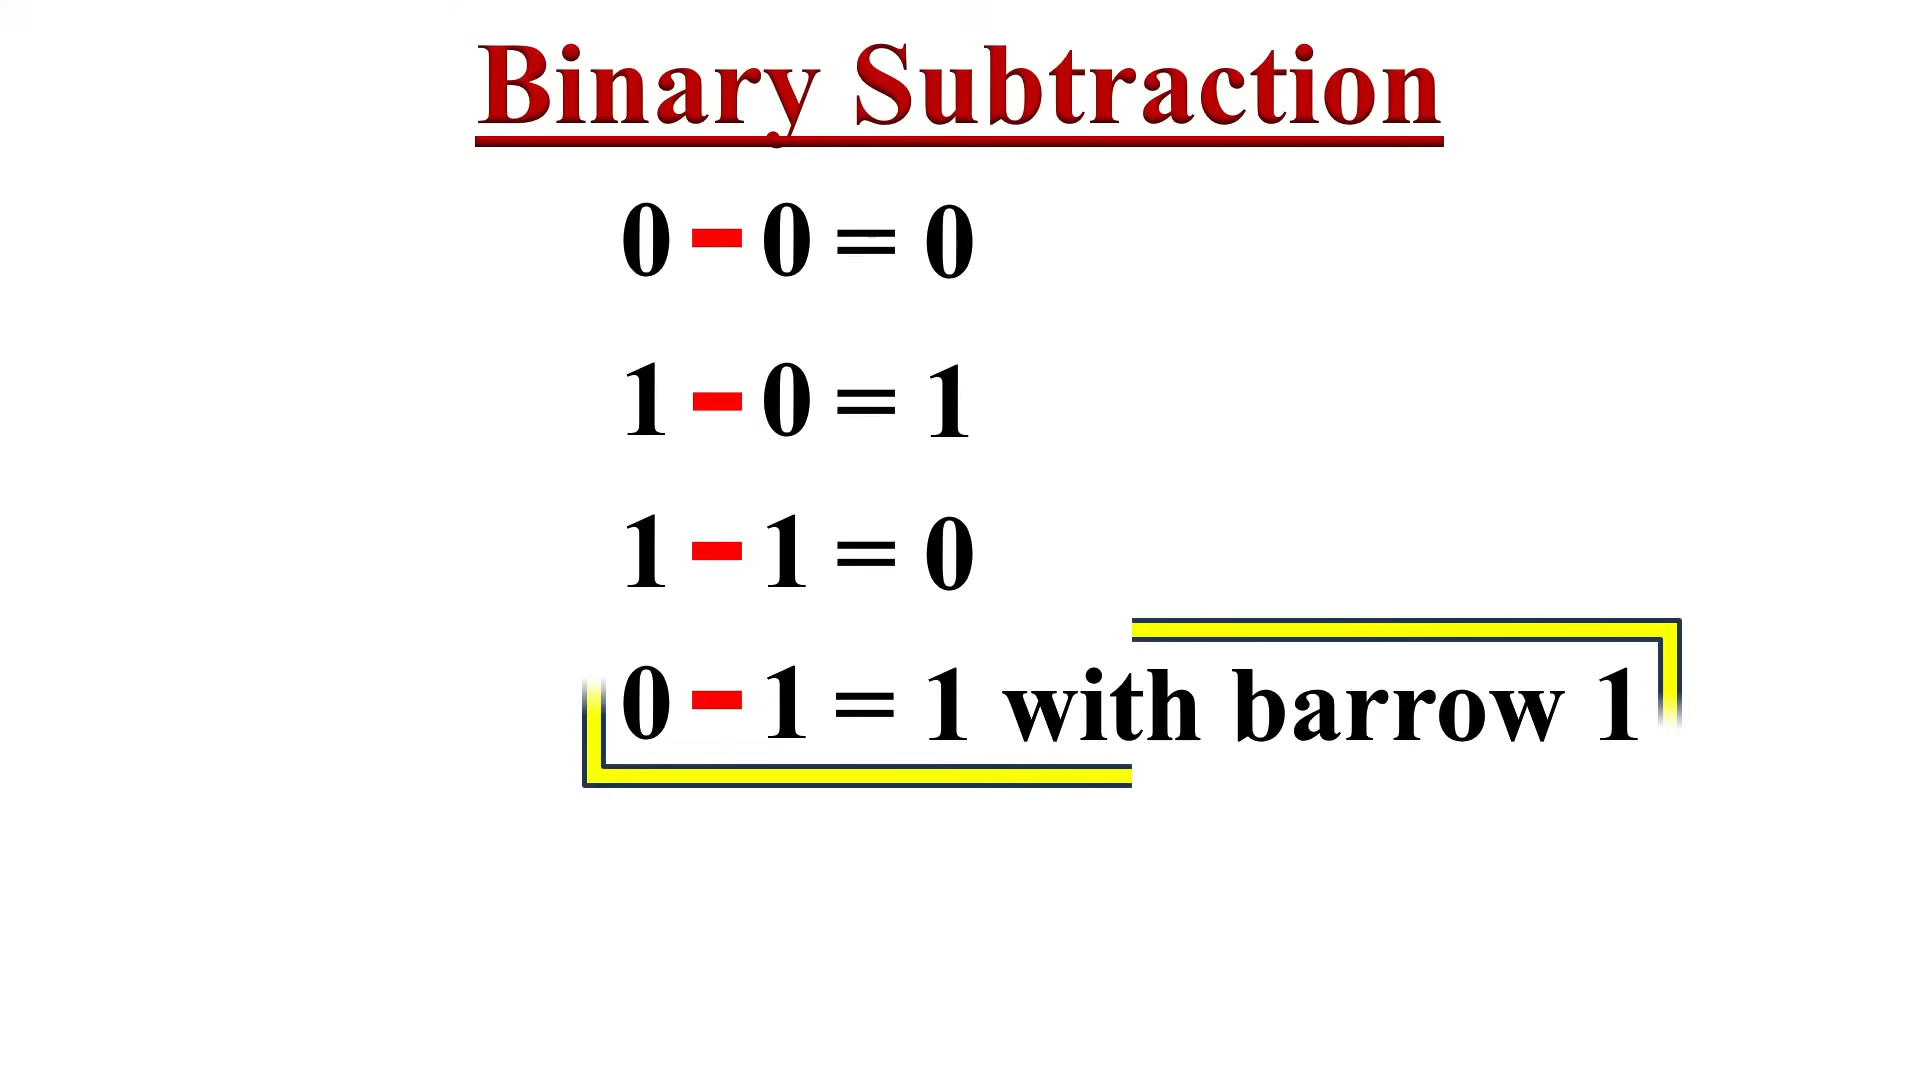 Binary Subtraction
0 - 0 = 0
1 - 0 = 1
1 - 1 = 0
0 - 1 = 1 with barrow 1